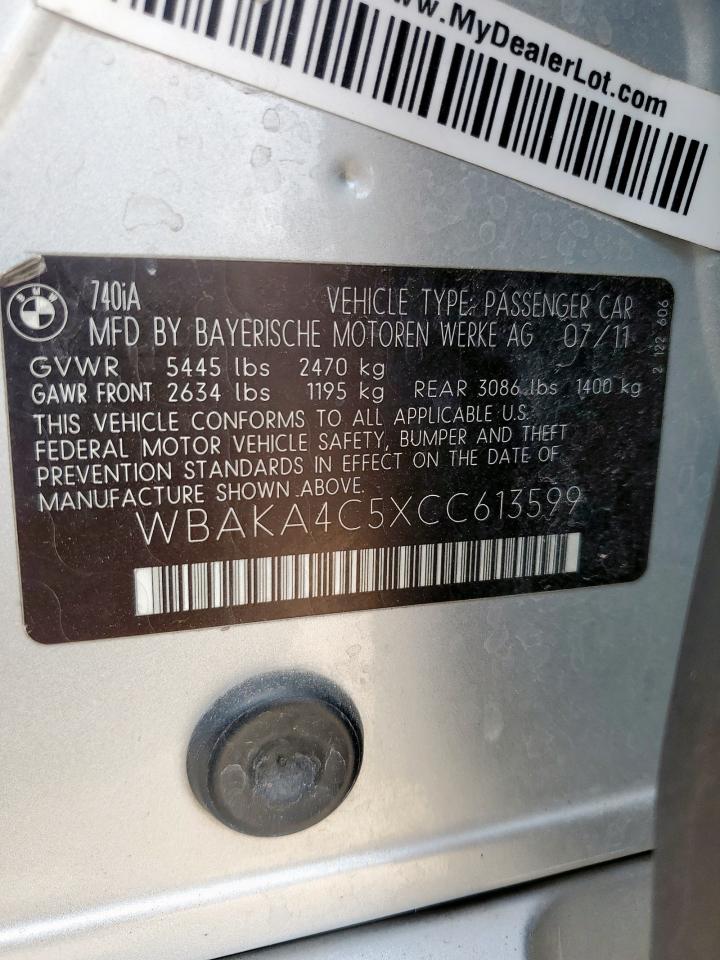 www.MyDealerLot.com
BMW
740iA VEHICLE TYPE: PASSENGER CAR
MFD BY BAYERISCHE MOTOREN WERKE AG 07/11
GVWR 5445 lbs 2470 kg
GAWR FRONT 2634 lbs 1195 kg REAR 3086 lbs 1400 kg
THIS VEHICLE CONFORMS TO ALL APPLICABLE U.S.
FEDERAL MOTOR VEHICLE SAFETY, BUMPER AND THEFT
PREVENTION STANDARDS IN EFFECT ON THE DATE OF
MANUFACTURE SHOWN ABOVE.
WBAKA4C5XCC613599
2 122 606